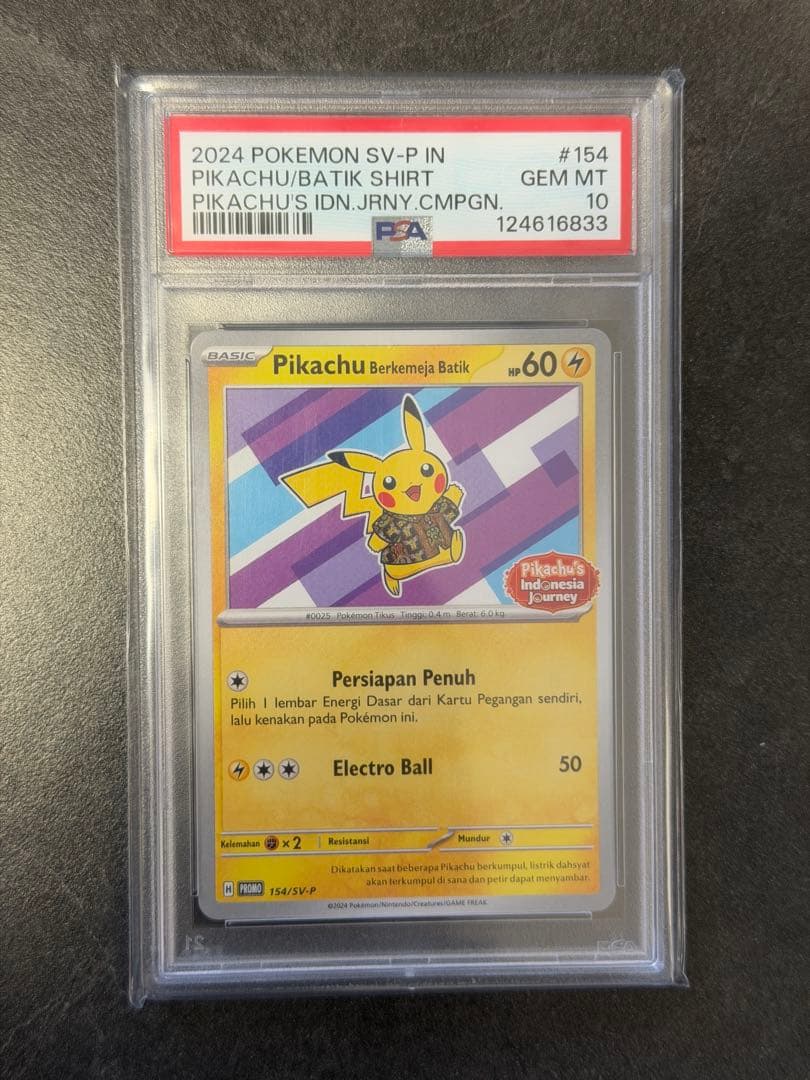 2024 POKEMON SV-P IN #154
PIKACHU/BATIK SHIRT GEM MT
PIKACHU'S IDN.JRNY.CMPGN. 10
PSA 124616833
BASIC Pikachu Berkemeja Batik HP60
Pikachu's
Indonesia
Journey
#0025 Pokémon Tikus Tinggi: 0.4 m Berat: 6.0 kg
Persiapan Penuh
Pilih 1 lembar Energi Dasar dari Kartu Pegangan sendiri,
lalu kenakan pada Pokémon ini.
Electro Ball 50
Kelemahan ×2 Resistansi Mundur
Dikatakan saat beberapa Pikachu berkumpul, listrik dahsyat
akan terkumpul di sana dan petir dapat menyambar.
H PROMO 154/SV-P
©2024 Pokémon/Nintendo/Creatures/GAME FREAK